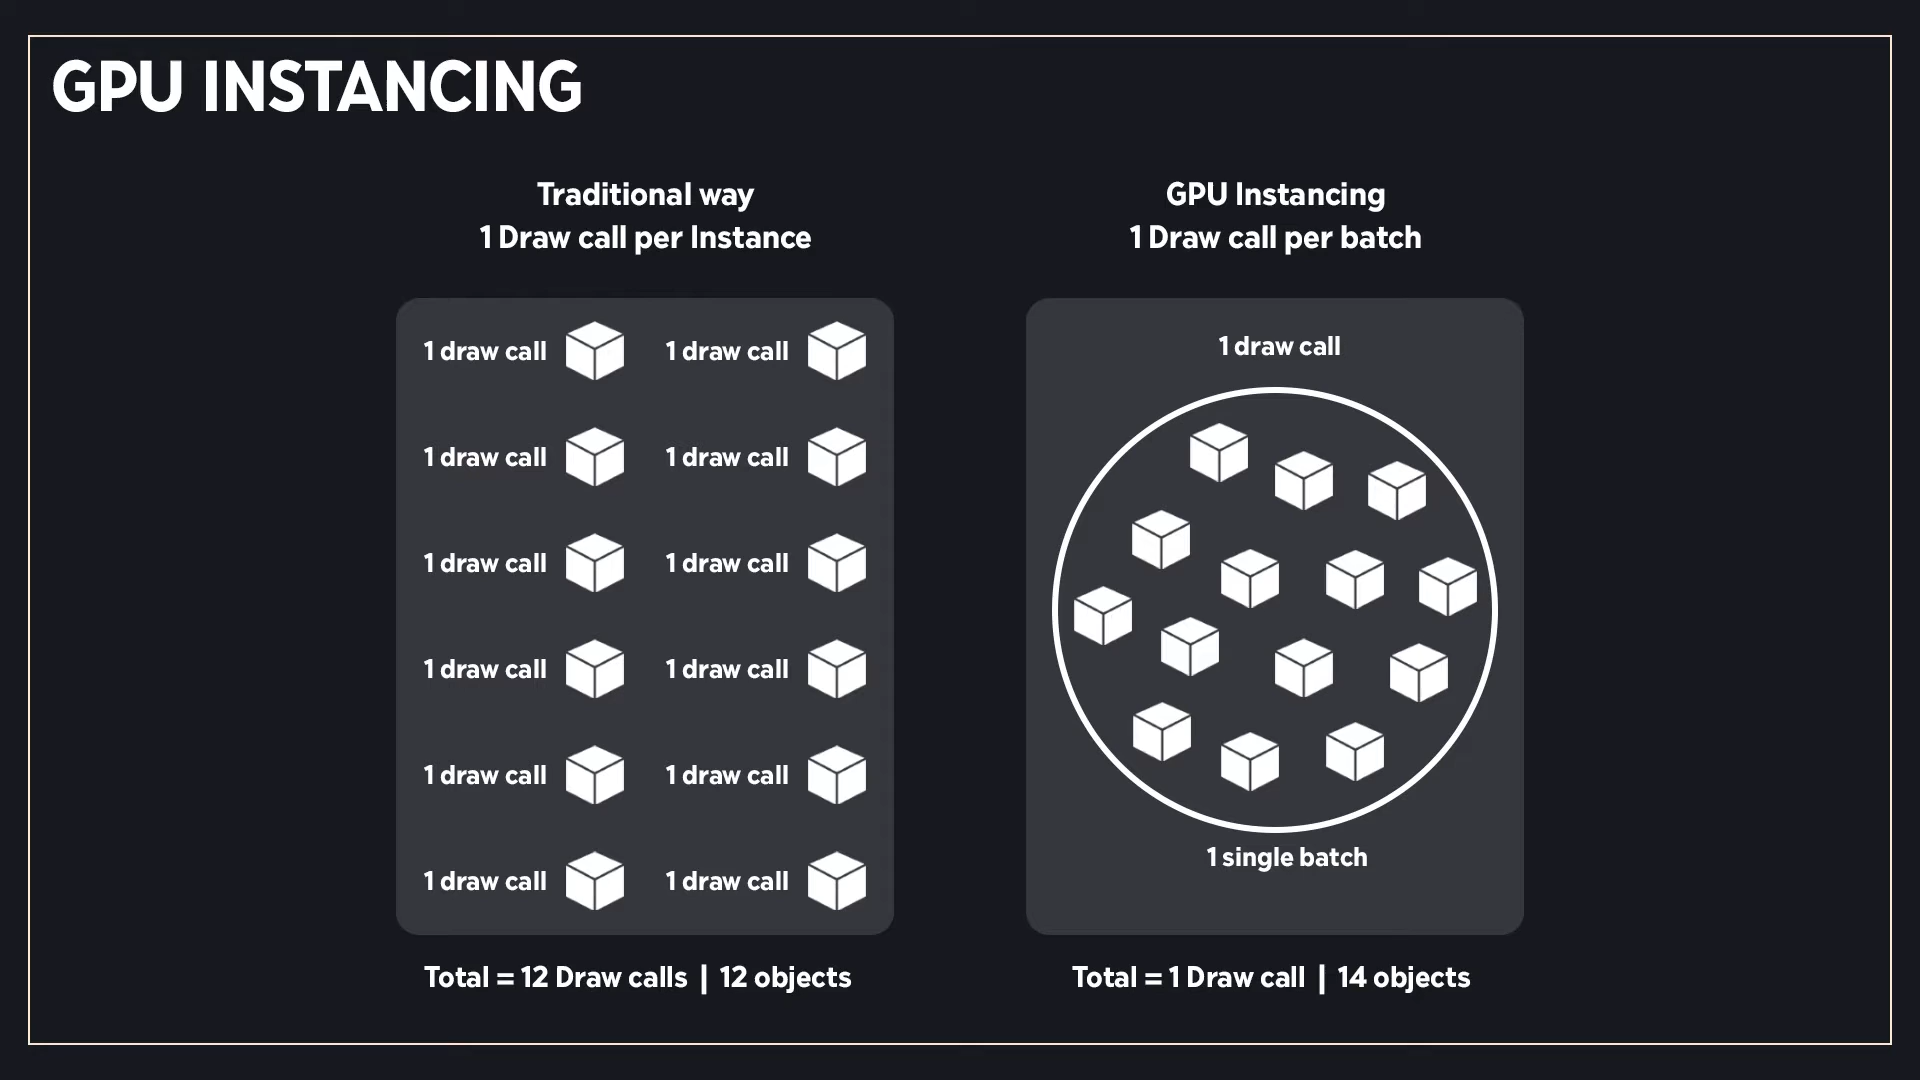 GPU INSTANCING
Traditional way
1 Draw call per Instance
1 draw call
1 draw call
1 draw call
1 draw call
1 draw call
1 draw call
1 draw call
1 draw call
1 draw call
1 draw call
1 draw call
1 draw call
Total = 12 Draw calls | 12 objects
GPU Instancing
1 Draw call per batch
1 draw call
1 single batch
Total = 1 Draw call | 14 objects